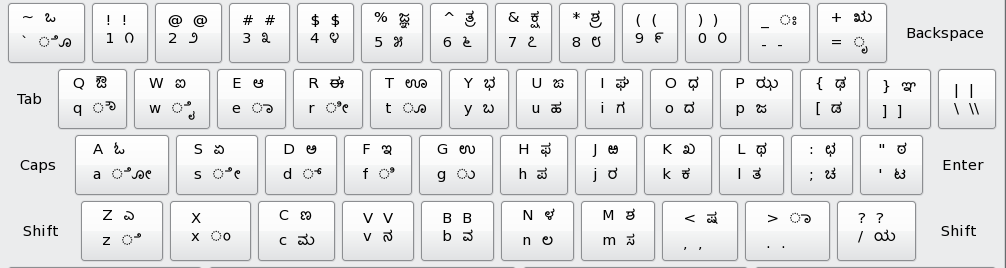 ~ ಒ ! ! @ @ # # $ $ % ಜ್ಞ ^ ತ್ರ & ಕ್ಷ * ಶ್ರ ( ( ) ) _ ಃ + ಋ Backspace
` ೊ 1 ೧ 2 ೨ 3 ೩ 4 ೪ 5 ೫ 6 ೬ 7 ೭ 8 ೮ 9 ೯ 0 ೦ - - = ೃ
Tab Q ಔ W ಐ E ಆ R ಈ T ಊ Y ಭ U ಙ I ಘ O ಧ P ಝ { ಢ } ಞ | |
q ೌ w ೈ e ಾ r ೀ t ೂ y ಬ u ಹ i ಗ o ದ p ಜ [ ಡ ] ] \ \\
Caps A ಓ S ಏ D ಅ F ಇ G ಉ H ಫ J ಱ K ಖ L ಥ : ಛ " ಠ Enter
a ೋ s ೇ d ್ f ಿ g ು h ಪ j ರ k ಕ l ತ ; ಚ ' ಟ
Shift Z ಎ X C ಣ V V B B N ಳ M ಶ < ಷ > ಾ ? ? Shift
z ೆ x ಂ c ಮ v ನ b ವ n ಲ m ಸ , , . . / ಯ